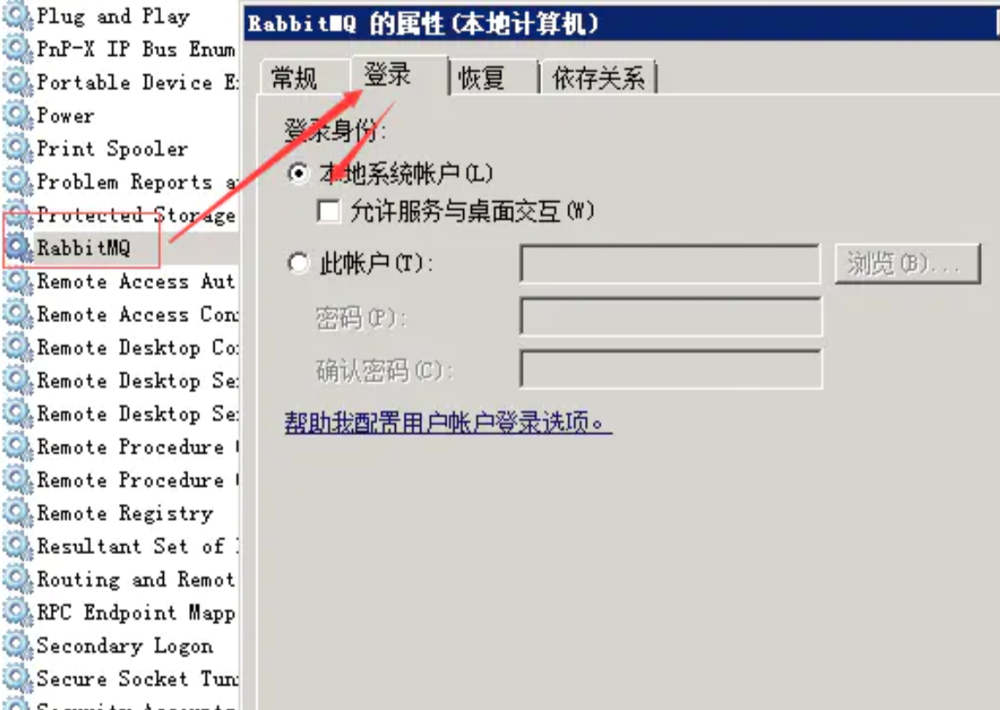 Plug and Play
PnP-X IP Bus Enum
Portable Device E
Power
Print Spooler
Problem Reports a
Protected Storage
RabbitMQ
Remote Access Aut
Remote Access Con
Remote Desktop Co
Remote Desktop Se
Remote Desktop Se
Remote Procedure
Remote Procedure
Remote Registry
Resultant Set of
Routing and Remot
RPC Endpoint Mapp
Secondary Logon
Secure Socket Tun
RabbitMQ 的属性(本地计算机)
常规 登录 恢复 依存关系
登录身份:
本地系统帐户(L)
允许服务与桌面交互(W)
此帐户(T): 浏览(B)...
密码(P):
确认密码(C):
帮助我配置用户帐户登录选项。